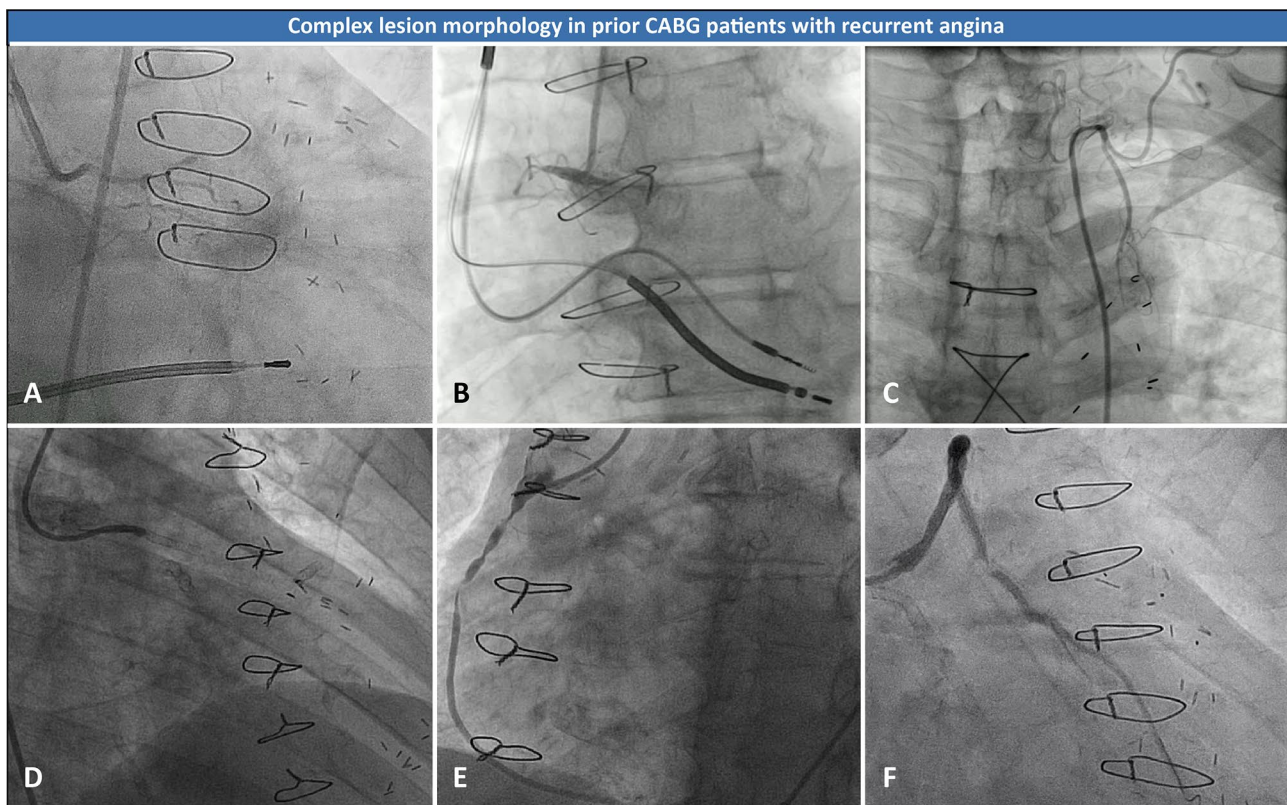 Complex lesion morphology in prior CABG patients with recurrent angina
A
B
C
D
E
F